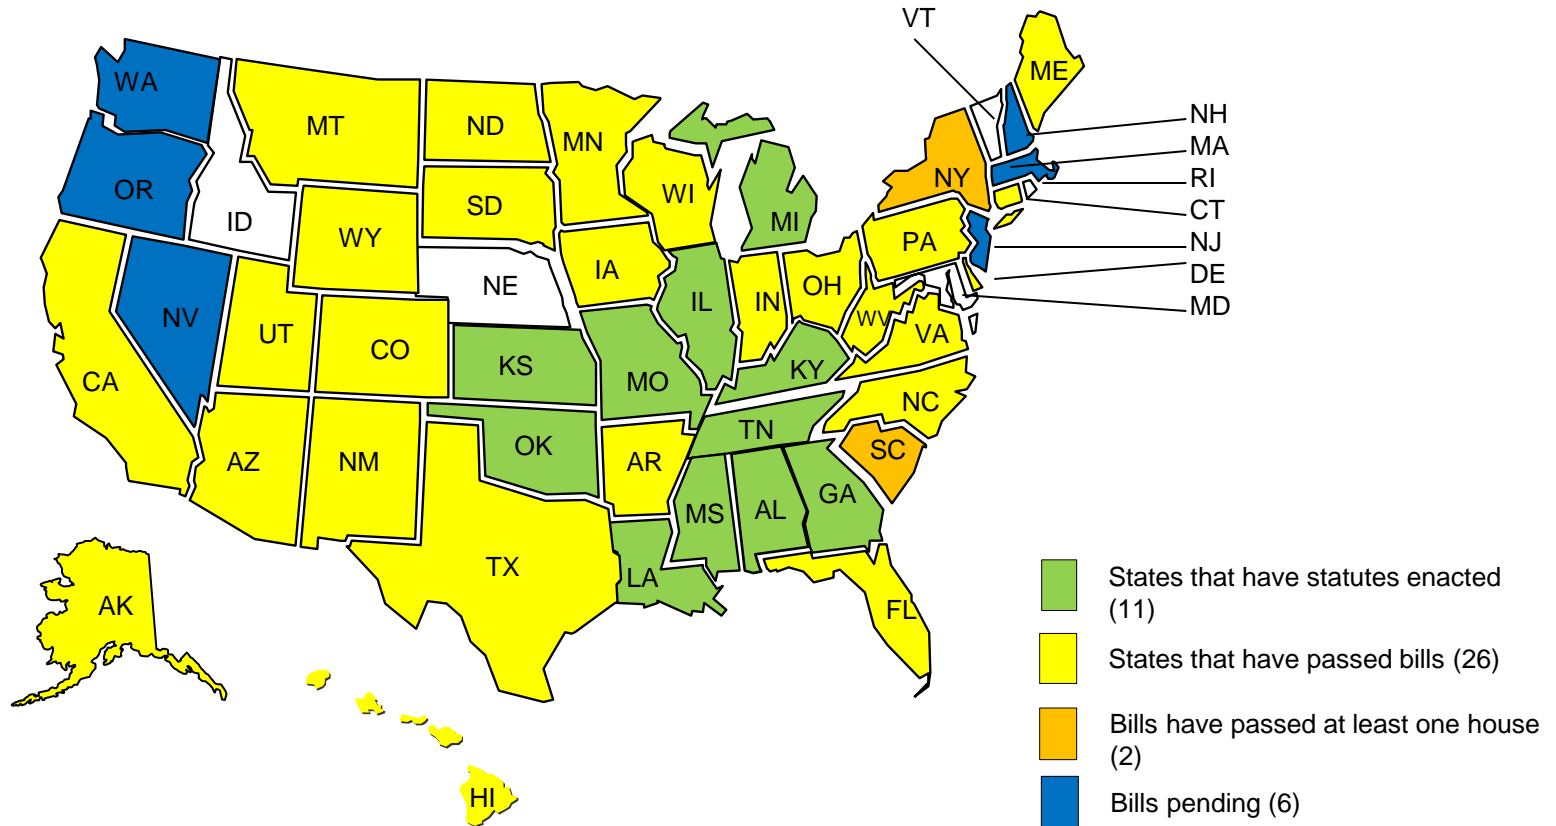 VT
ME
WA
NH
MT
ND
MN
MA
OR
WI
NY
RI
SD
CT
ID
MI
WY
PA
NJ
IA
DE
NE
OH
IN
IL
MD
NV
WV
UT
VA
CO
KS
KY
CA
MO
NC
TN
OK
SC
AZ
NM
AR
GA
MS
AL
TX
LA
States that have statutes enacted
(11)
AK
FL
States that have passed bills (26)
Bills have passed at least one house
(2)
HI
Bills pending (6)